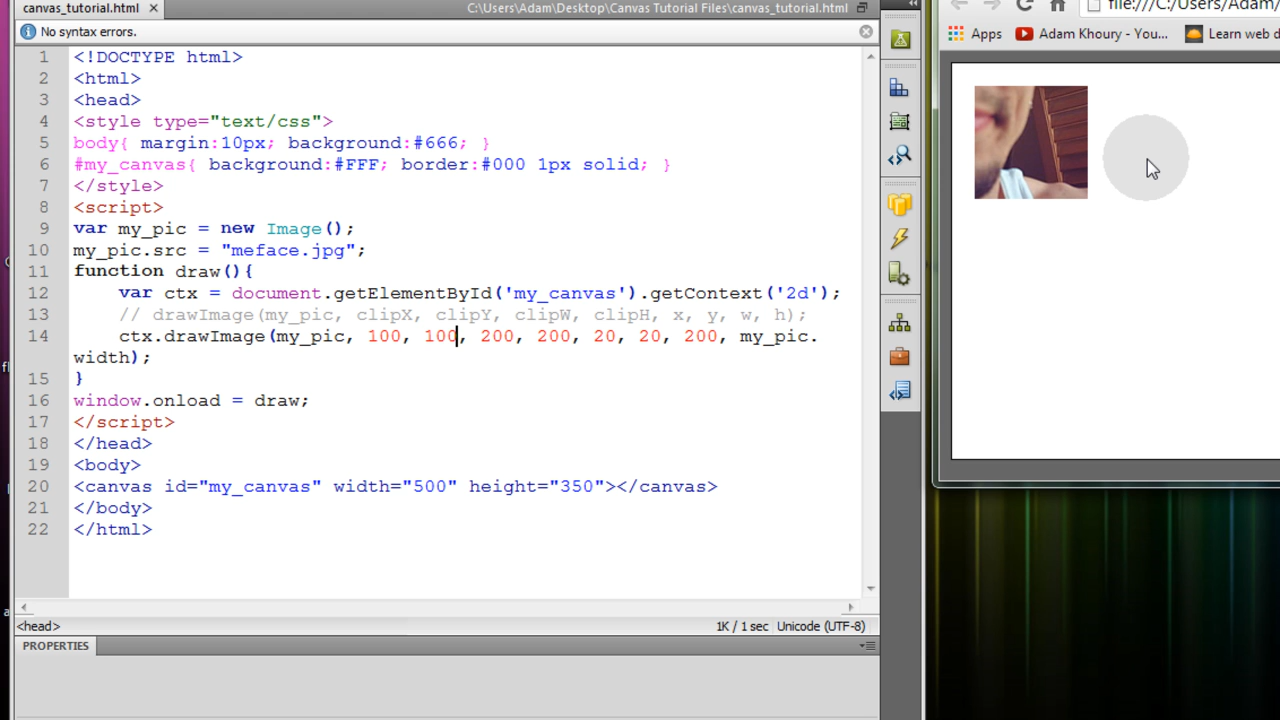 canvas_tutorial.html
C:\Users\Adam\Desktop\Canvas Tutorial Files\canvas_tutorial.html
file:///C:/Users/Adam/
No syntax errors.
Apps
Adam Khoury - You...
Learn web d
1 <!DOCTYPE html>
2 <html>
3 <head>
4 <style type="text/css">
5 body{ margin:10px; background:#666; }
6 #my_canvas{ background:#FFF; border:#000 1px solid; }
7 </style>
8 <script>
9 var my_pic = new Image();
10 my_pic.src = "meface.jpg";
11 function draw(){
12 var ctx = document.getElementById('my_canvas').getContext('2d');
13 // drawImage(my_pic, clipX, clipY, clipW, clipH, x, y, w, h);
14 ctx.drawImage(my_pic, 100, 100, 200, 200, 20, 20, 200, my_pic.
width);
15 }
16 window.onload = draw;
17 </script>
18 </head>
19 <body>
20 <canvas id="my_canvas" width="500" height="350"></canvas>
21 </body>
22 </html>
<head>
1K / 1 sec Unicode (UTF-8)
PROPERTIES